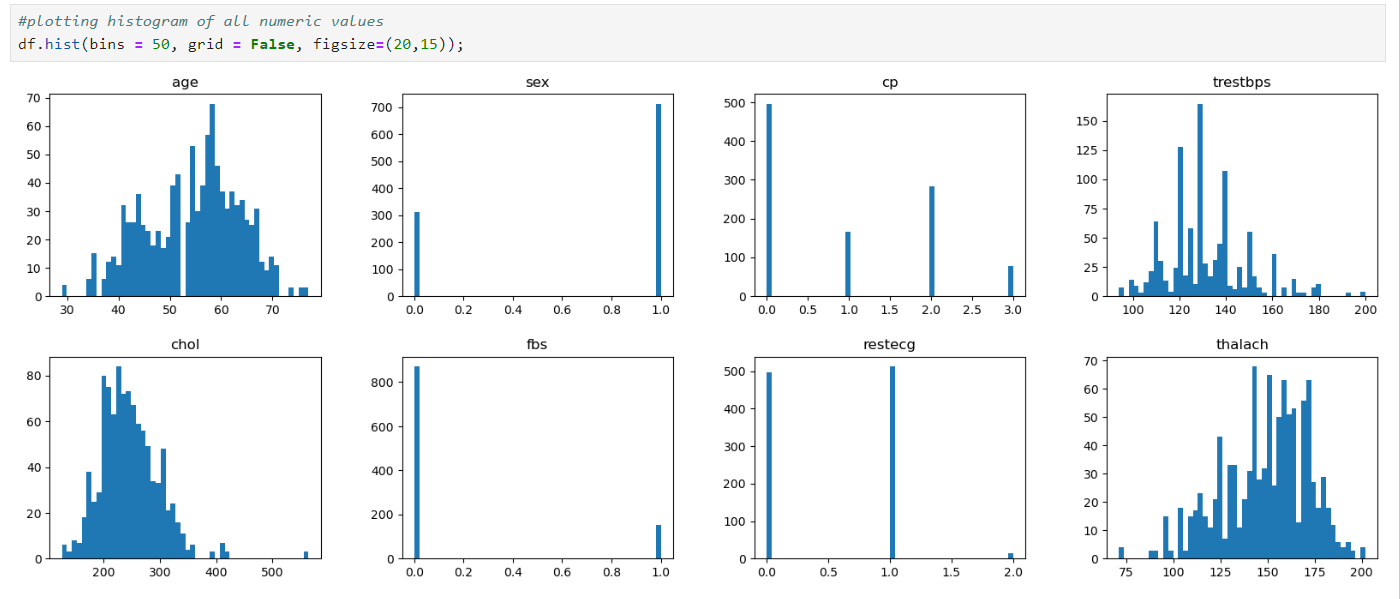 #plotting histogram of all numeric values
df.hist(bins = 50, grid = False, figsize=(20,15));
age sex cp trestbps
70 60 50 40 30 20 10 0
30 40 50 60 70
700 600 500 400 300 200 100 0
0.0 0.2 0.4 0.6 0.8 1.0
500 400 300 200 100 0
0.0 0.5 1.0 1.5 2.0 2.5 3.0
150 125 100 75 50 25 0
100 120 140 160 180 200
chol fbs restecg thalach
80 60 40 20 0
200 300 400 500
800 600 400 200 0
0.0 0.2 0.4 0.6 0.8 1.0
500 400 300 200 100 0
0.0 0.5 1.0 1.5 2.0
70 60 50 40 30 20 10 0
75 100 125 150 175 200